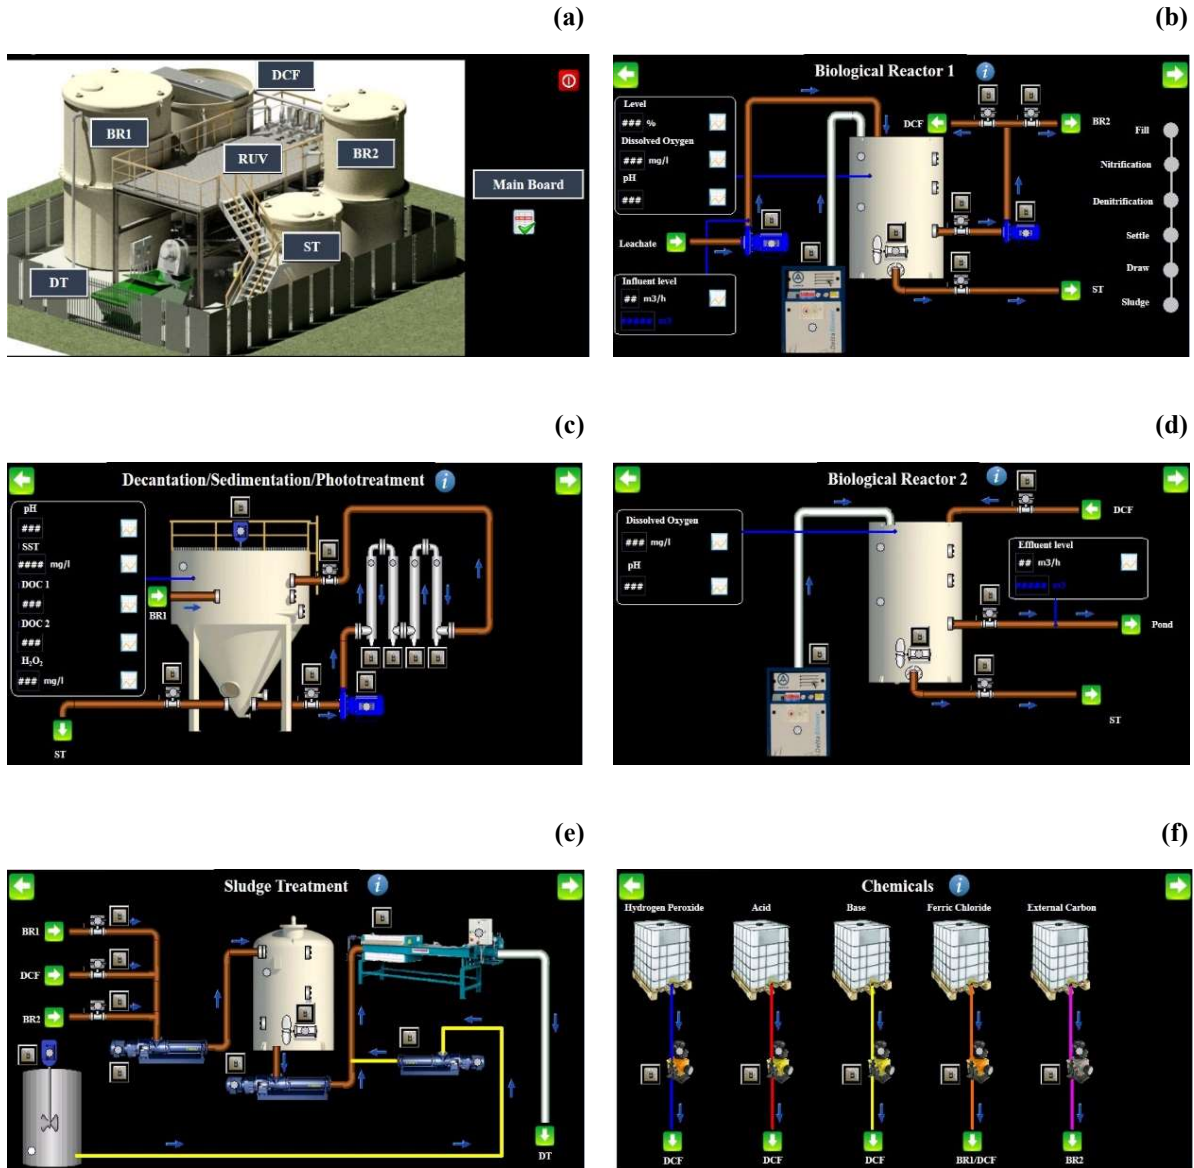 (a)
DCF
BR1
RUV
BR2
ST
DT
Main Board
(b)
Biological Reactor 1
Level
### %
Dissolved Oxygen
### mg/l
pH
###
Leachate
Influent level
## m3/h
##### m3
DCF
BR2
ST
Fill
Nitrification
Denitrification
Settle
Draw
Sludge
(c)
Decantation/Sedimentation/Phototreatment
pH
###
SST
#### mg/l
DOC 1
###
DOC 2
###
H₂O₂
### mg/l
BR1
ST
(d)
Biological Reactor 2
Dissolved Oxygen
### mg/l
pH
###
DCF
Effluent level
## m3/h
##### m3
Pond
ST
(e)
Sludge Treatment
BR1
DCF
BR2
DT
(f)
Chemicals
Hydrogen Peroxide
Acid
Base
Ferric Chloride
External Carbon
DCF
DCF
DCF
BR1/DCF
BR2